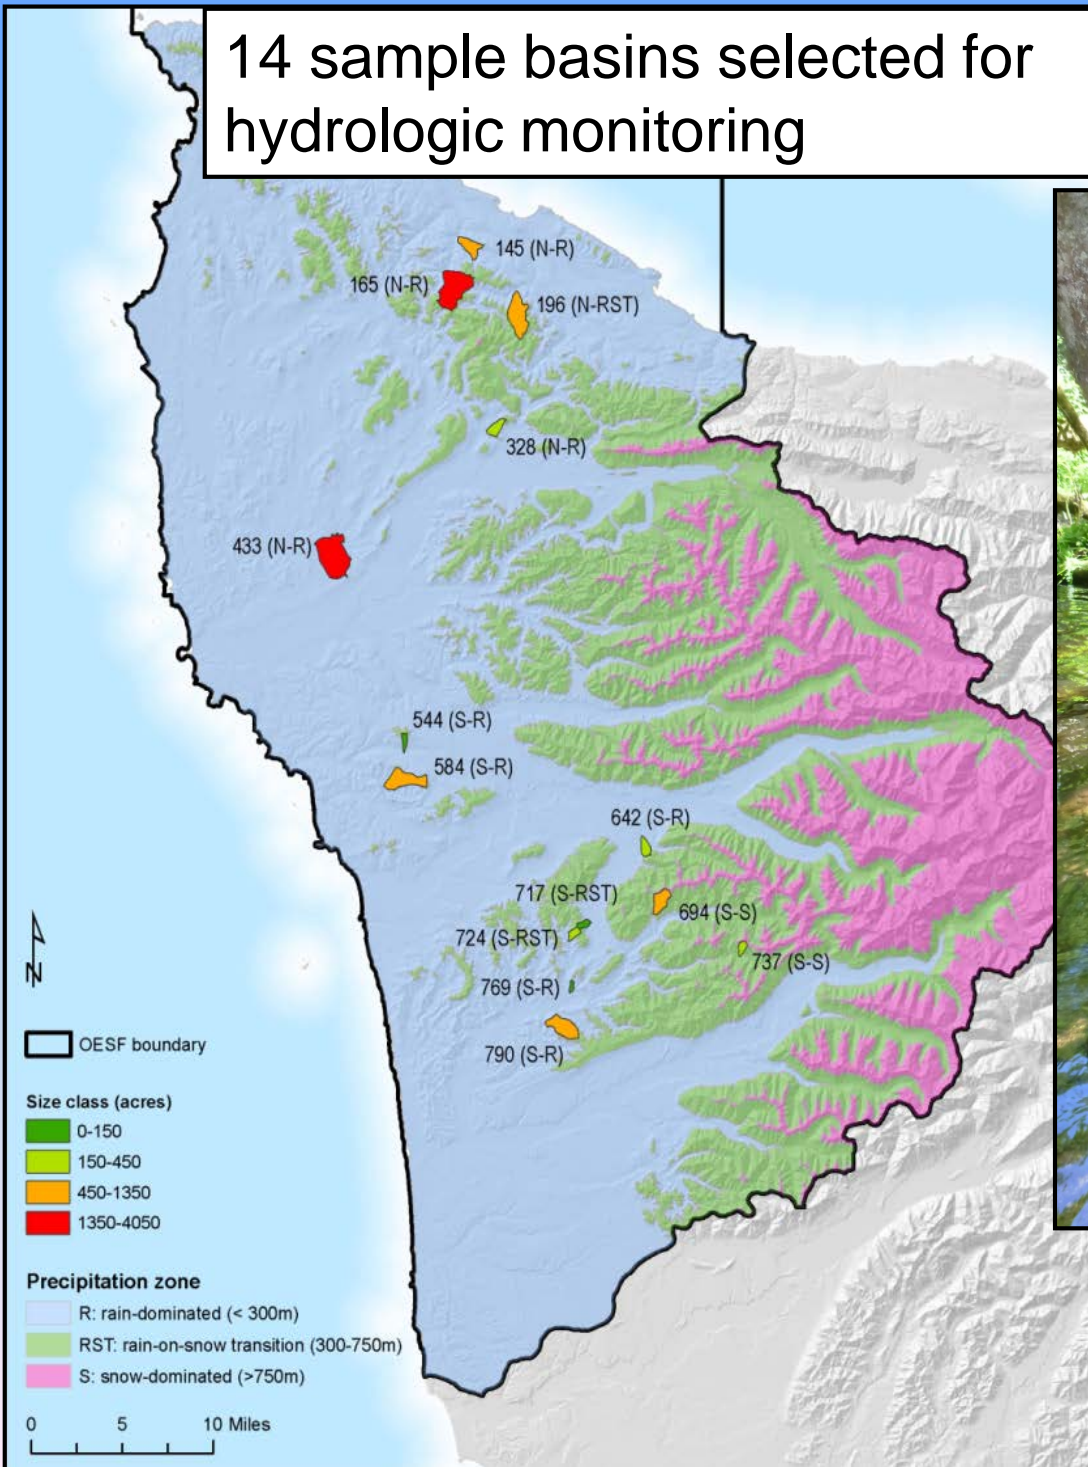 14 sample basins selected for
hydrologic monitoring
145 (N-R)
165 (N-R)
196 (N-RST)
328 (N-R)
433 (N-R)
544 (S-R)
584 (S-R)
642 (S-R)
717 (S-RST)
694 (S-S)
724 (S-RST)
737 (S-S)
769 (S-R)
790 (S-R)
N
OESF boundary
Size class (acres)
0-150
150-450
450-1350
1350-4050
Precipitation zone
R: rain-dominated (< 300m)
RST: rain-on-snow transition (300-750m)
S: snow-dominated (>750m)
0 5 10 Miles